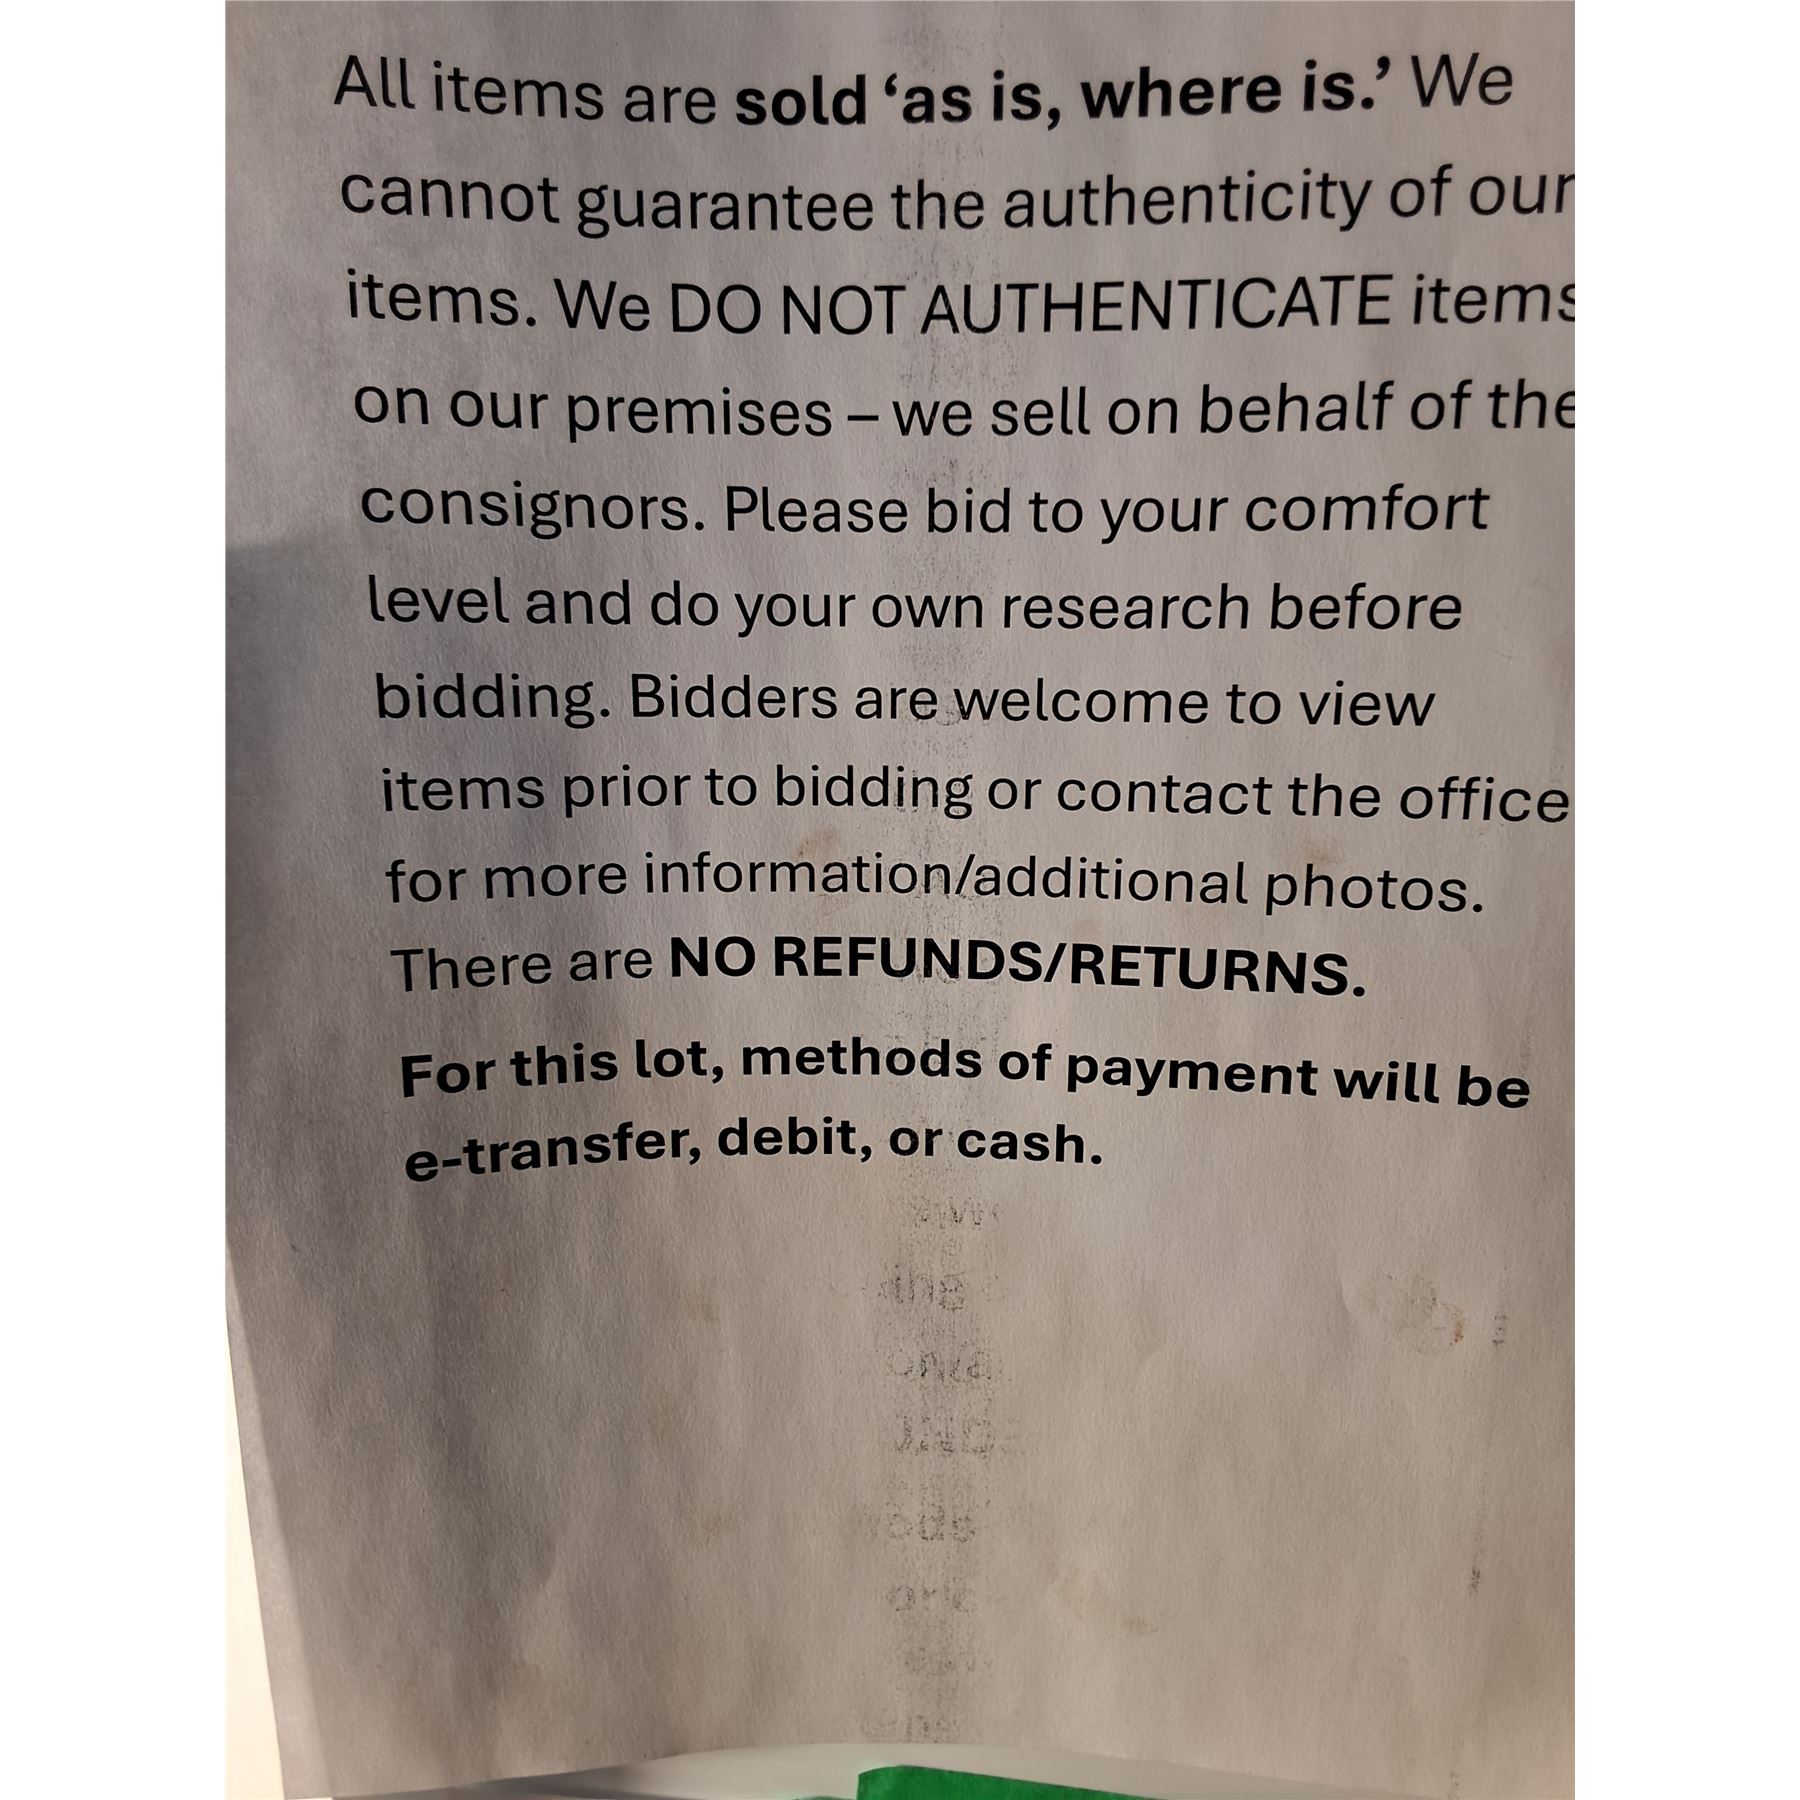 All items are sold ‘as is, where is.’ We
cannot guarantee the authenticity of our
items. We DO NOT AUTHENTICATE items
on our premises – we sell on behalf of the
consignors. Please bid to your comfort
level and do your own research before
bidding. Bidders are welcome to view
items prior to bidding or contact the office
for more information/additional photos.
There are NO REFUNDS/RETURNS.
For this lot, methods of payment will be
e-transfer, debit, or cash.